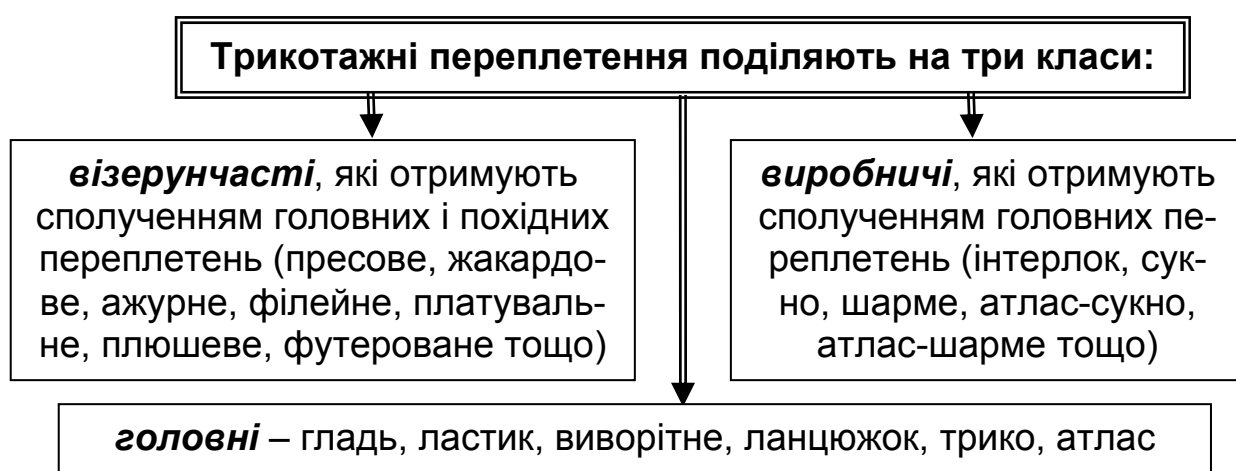 Трикотажні переплетення поділяють на три класи:
візерунчасті, які отримують
сполученням головних і похідних
переплетень (пресове, жакардо-
ве, ажурне, філейне, платуваль-
не, плюшеве, футероване тощо)
виробничі, які отримують
сполученням головних пе-
реплетень (інтерлок, сук-
но, шарме, атлас-сукно,
атлас-шарме тощо)
головні – гладь, ластик, виворітне, ланцюжок, трико, атлас